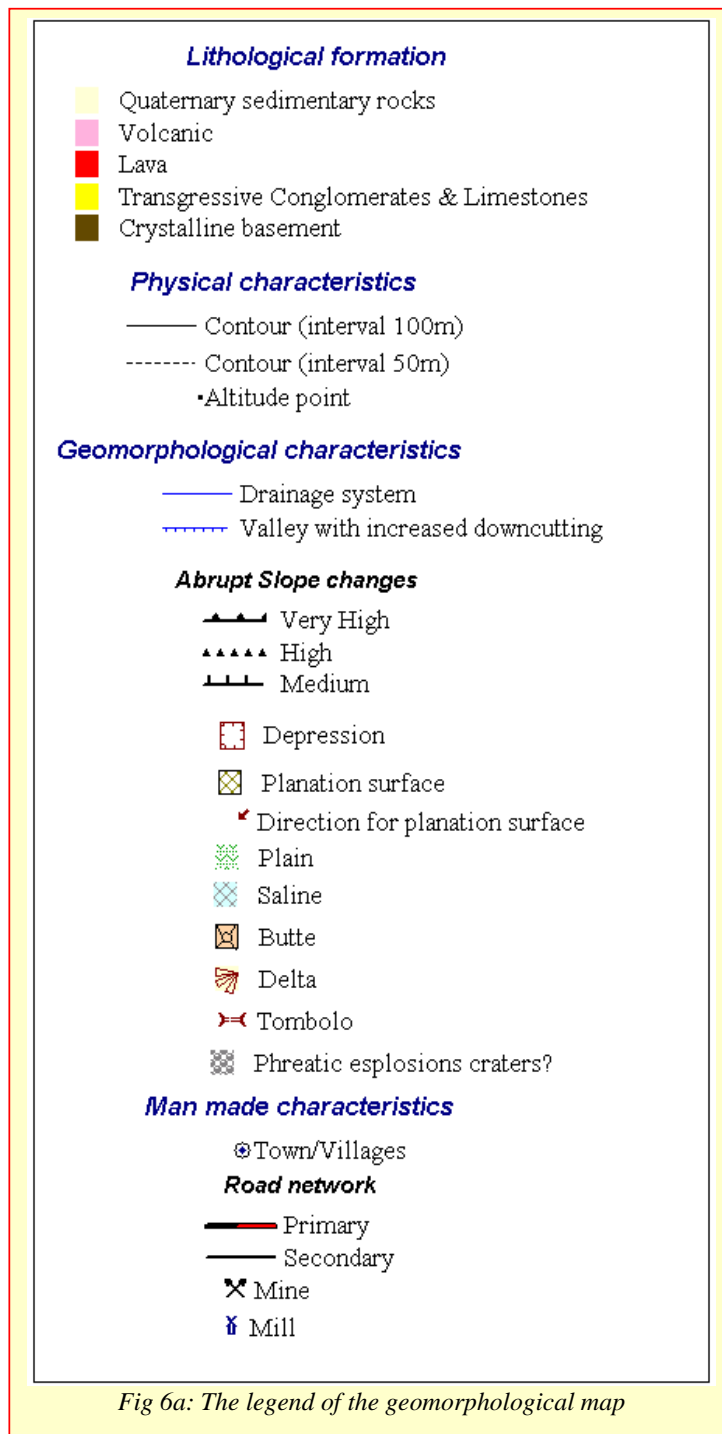 Lithological formation
Quaternary sedimentary rocks
Volcanic
Lava
Transgressive Conglomerates & Limestones
Crystalline basement
Physical characteristics
Contour (interval 100m)
Contour (interval 50m)
Altitude point
Geomorphological characteristics
Drainage system
Valley with increased downcutting
Abrupt Slope changes
Very High
High
Medium
Depression
Planation surface
Direction for planation surface
Plain
Saline
Butte
Delta
Tombolo
Phreatic esplosions craters?
Man made characteristics
Town/Villages
Road network
Primary
Secondary
Mine
Mill
Fig 6a: The legend of the geomorphological map